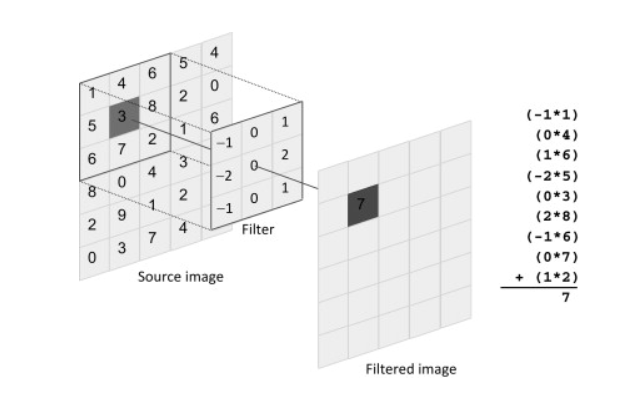 1 4 6 5 4
5 3 8 2 0
6 7 2 1 6
8 0 4 3
2 9 1 2
0 3 7 4
Source image
−1 0 1
−2 0 2
−1 0 1
Filter
7
Filtered image
(-1*1)
(0*4)
(1*6)
(-2*5)
(0*3)
(2*8)
(-1*6)
(0*7)
+ (1*2)
7